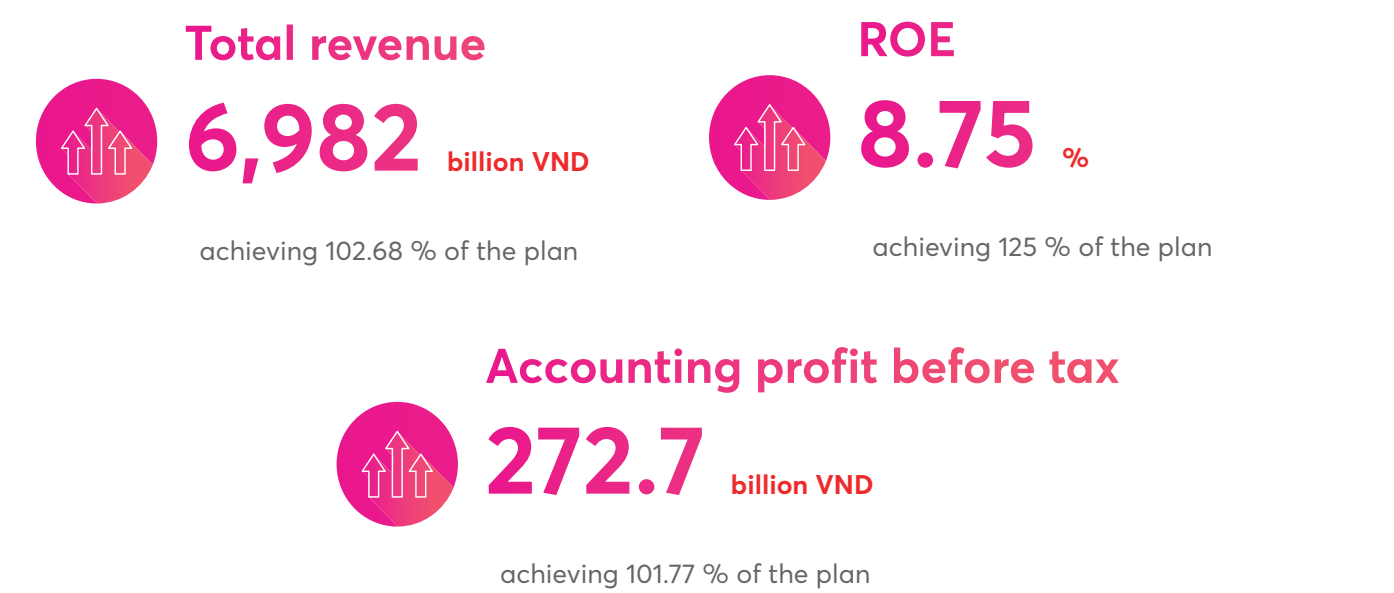 Total revenue
6,982 billion VND
achieving 102.68 % of the plan
ROE
8.75 %
achieving 125 % of the plan
Accounting profit before tax
272.7 billion VND
achieving 101.77 % of the plan